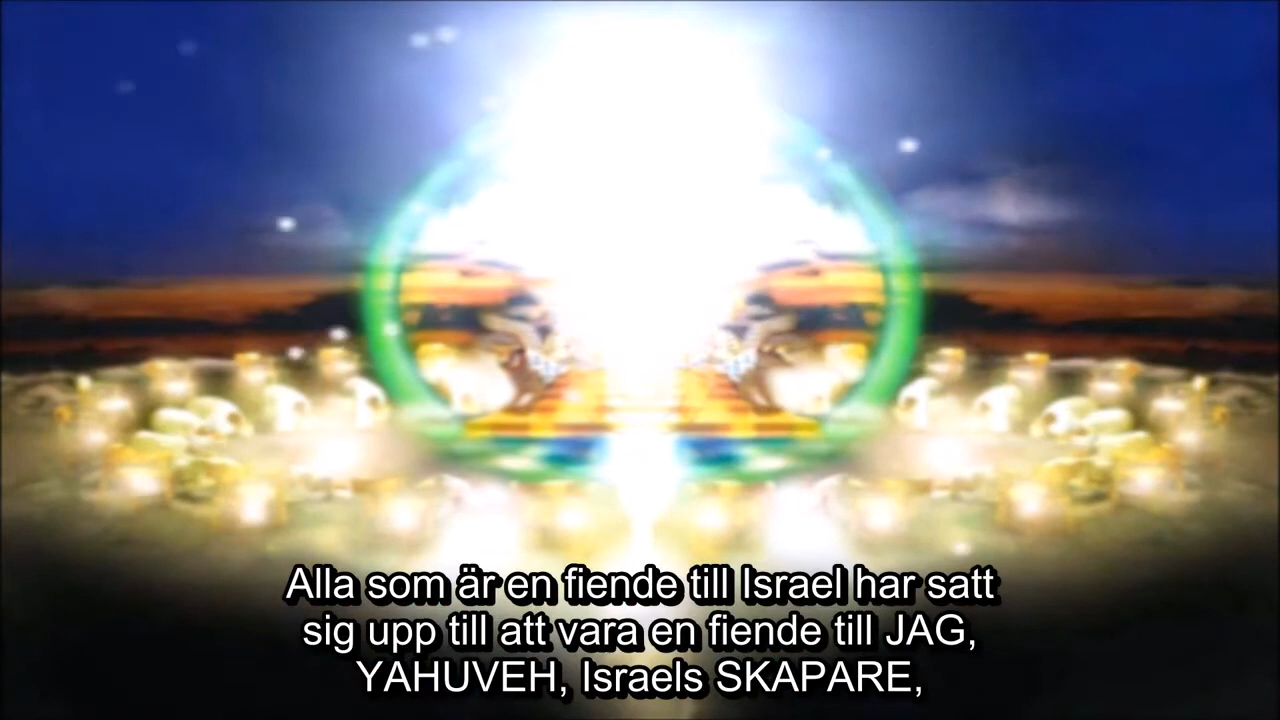 Alla som är en fiende till Israel har satt
sig upp till att vara en fiende till JAG,
YAHUVEH, Israels SKAPARE,